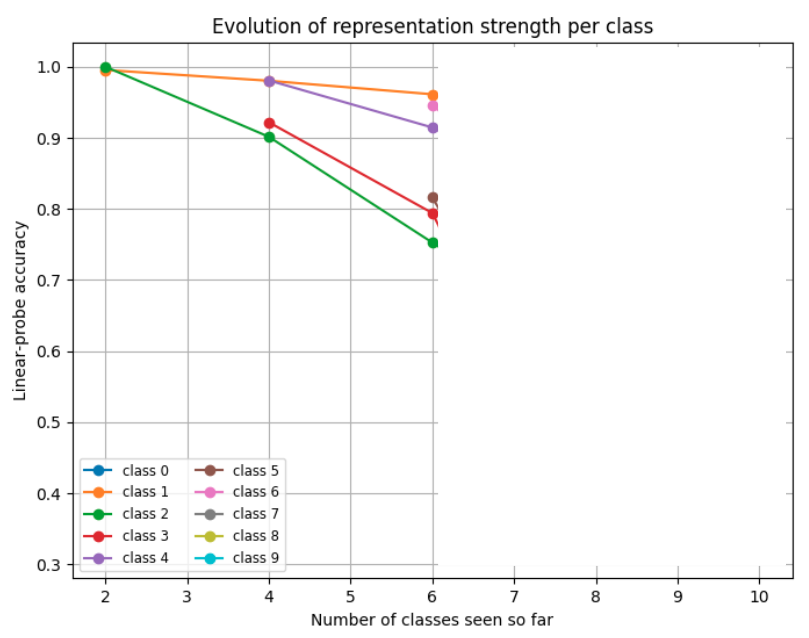 Evolution of representation strength per class
Linear-probe accuracy
1.0
0.9
0.8
0.7
0.6
0.5
0.4
0.3
class 0
class 1
class 2
class 3
class 4
class 5
class 6
class 7
class 8
class 9
2 3 4 5 6 7 8 9 10
Number of classes seen so far